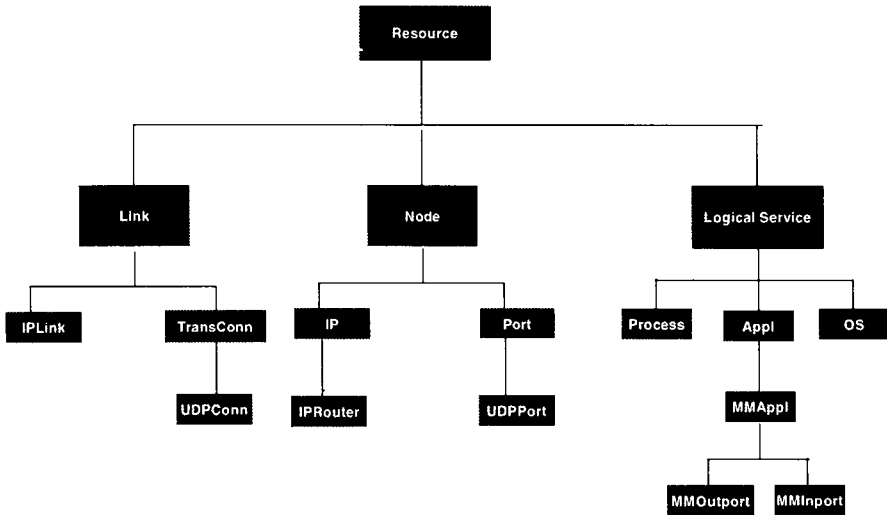 Resource
Link
Node
Logical Service
IPLink
TransConn
IP
Port
Process
Appl
OS
UDPConn
IPRouter
UDPPort
MMAppl
MMOutport
MMInport